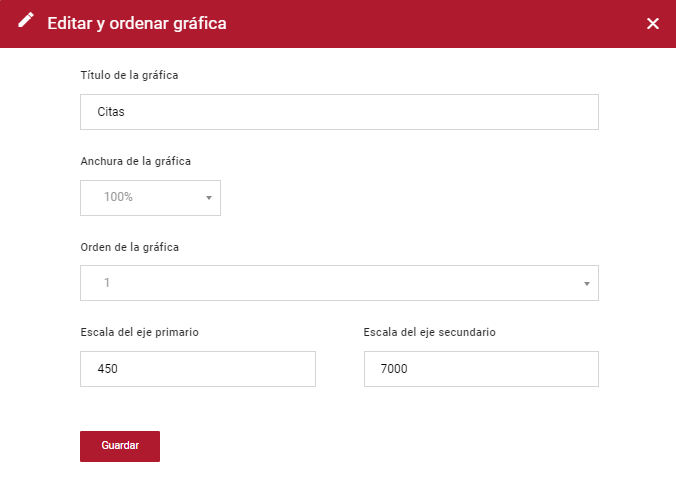 Editar y ordenar gráfica
Título de la gráfica
Citas
Anchura de la gráfica
100%
Orden de la gráfica
1
Escala del eje primario
Escala del eje secundario
450
7000
Guardar